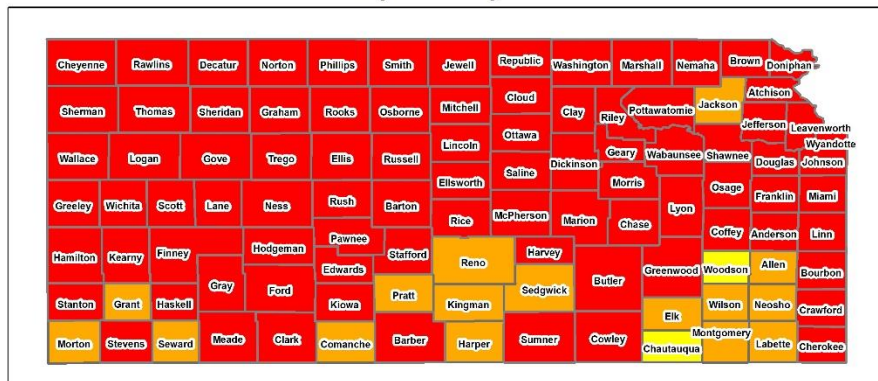 Cheyenne Rawlins Decatur Norton Phillips Smith Jewell Republic Washington Marshall Nemaha Brown Doniphan
Sherman Thomas Sheridan Graham Rooks Osborne Mitchell Cloud Clay Riley Pottawatomie Jackson Atchison
Jefferson Leavenworth
Wyandotte
Wallace Logan Gove Trego Ellis Russell Lincoln Ottawa Dickinson Geary Wabaunsee Shawnee Douglas Johnson
Ellsworth Saline Morris Osage Franklin Miami
Greeley Wichita Scott Lane Ness Rush Barton Rice McPherson Marion Chase Lyon
Coffey Anderson Linn
Hamilton Kearny Finney Hodgeman Pawnee Stafford Reno Harvey Butler Greenwood Woodson Allen Bourbon
Edwards
Gray Ford
Stanton Grant Haskell Kiowa Pratt Kingman Sedgwick Elk Wilson Neosho Crawford
Morton Stevens Seward Meade Clark Comanche Barber Harper Sumner Cowley Chautauqua Montgomery Labette Cherokee